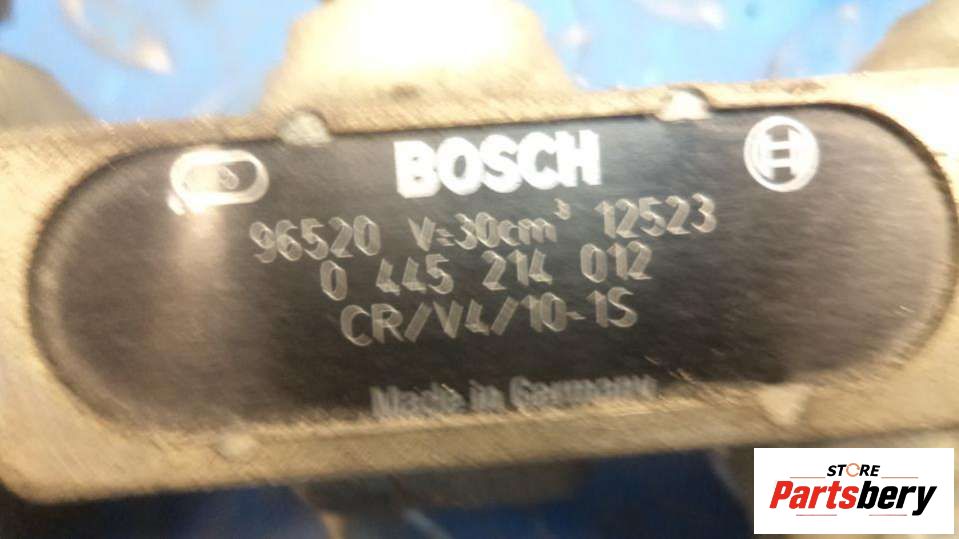 BOSCH
96520 V=30cm³ 12523
0 445 214 012
CR/V4/10-1S
Made in Germany
STORE
Partsbery